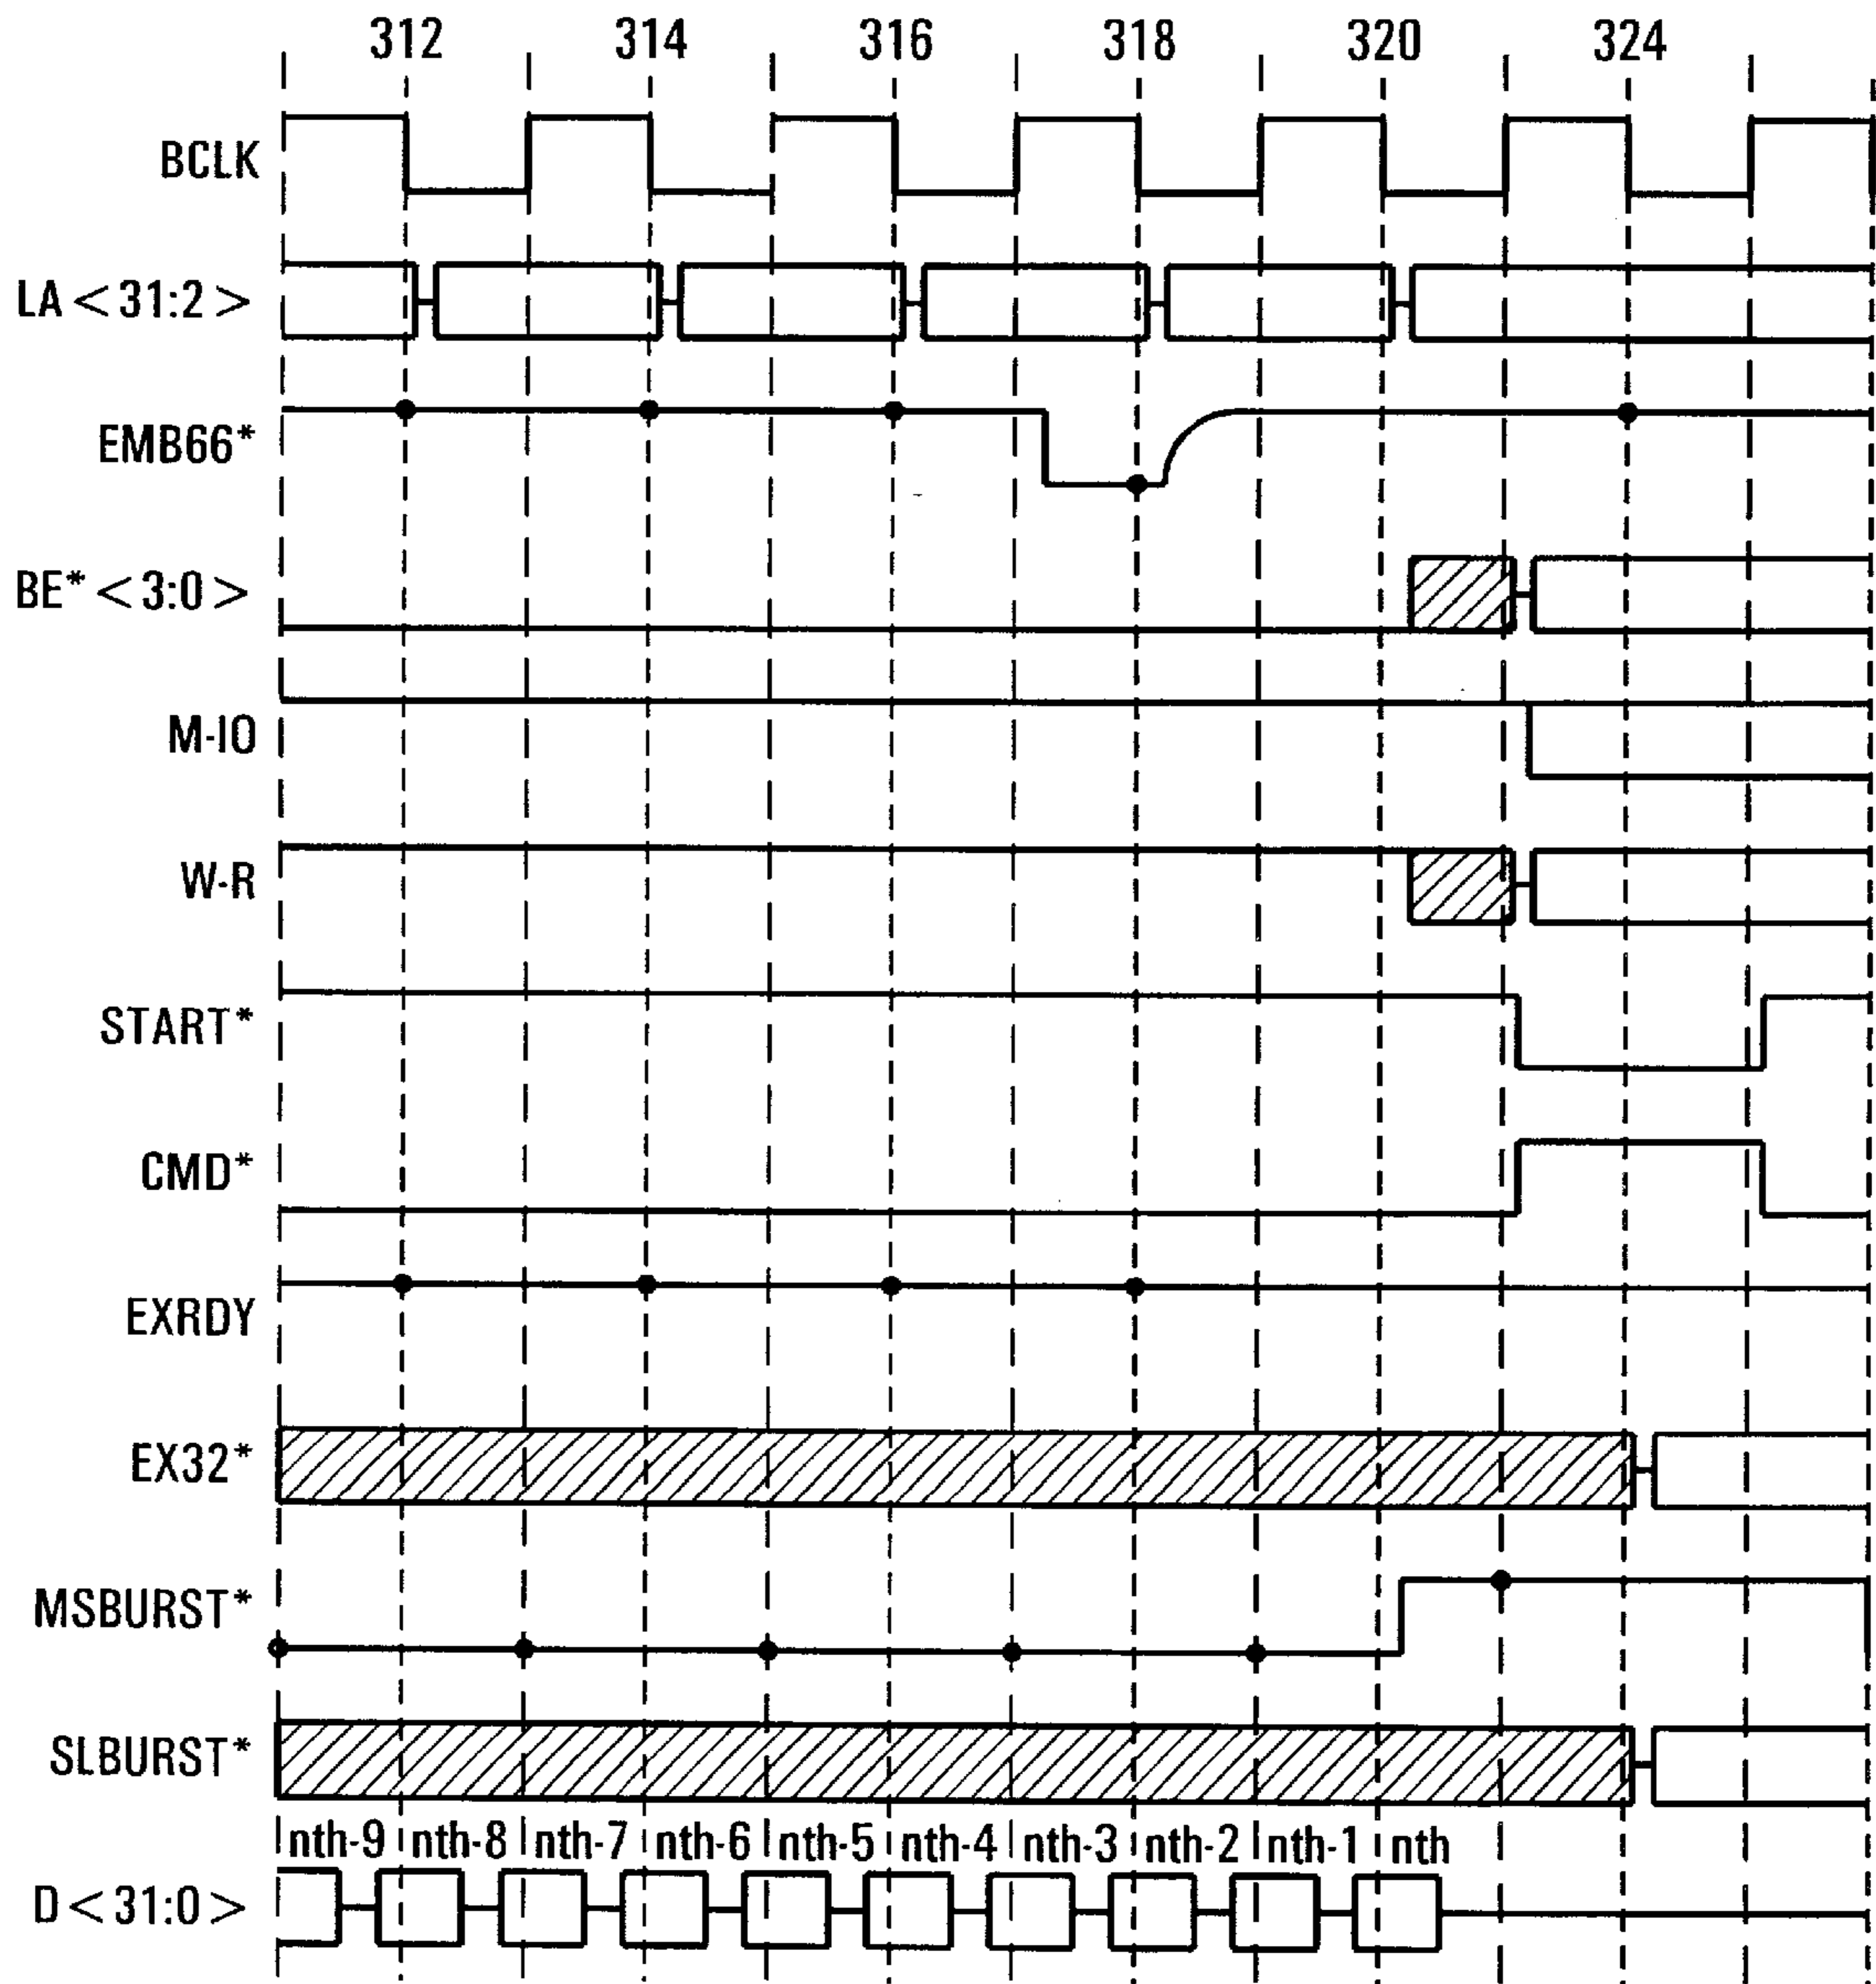 312 314 316 318 320 324
BCLK
LA<31:2>
EMB66*
BE*<3:0>
M-IO
W-R
START*
CMD*
EXRDY
EX32*
MSBURST*
SLBURST*
nth-9 nth-8 nth-7 nth-6 nth-5 nth-4 nth-3 nth-2 nth-1 nth
D<31:0>